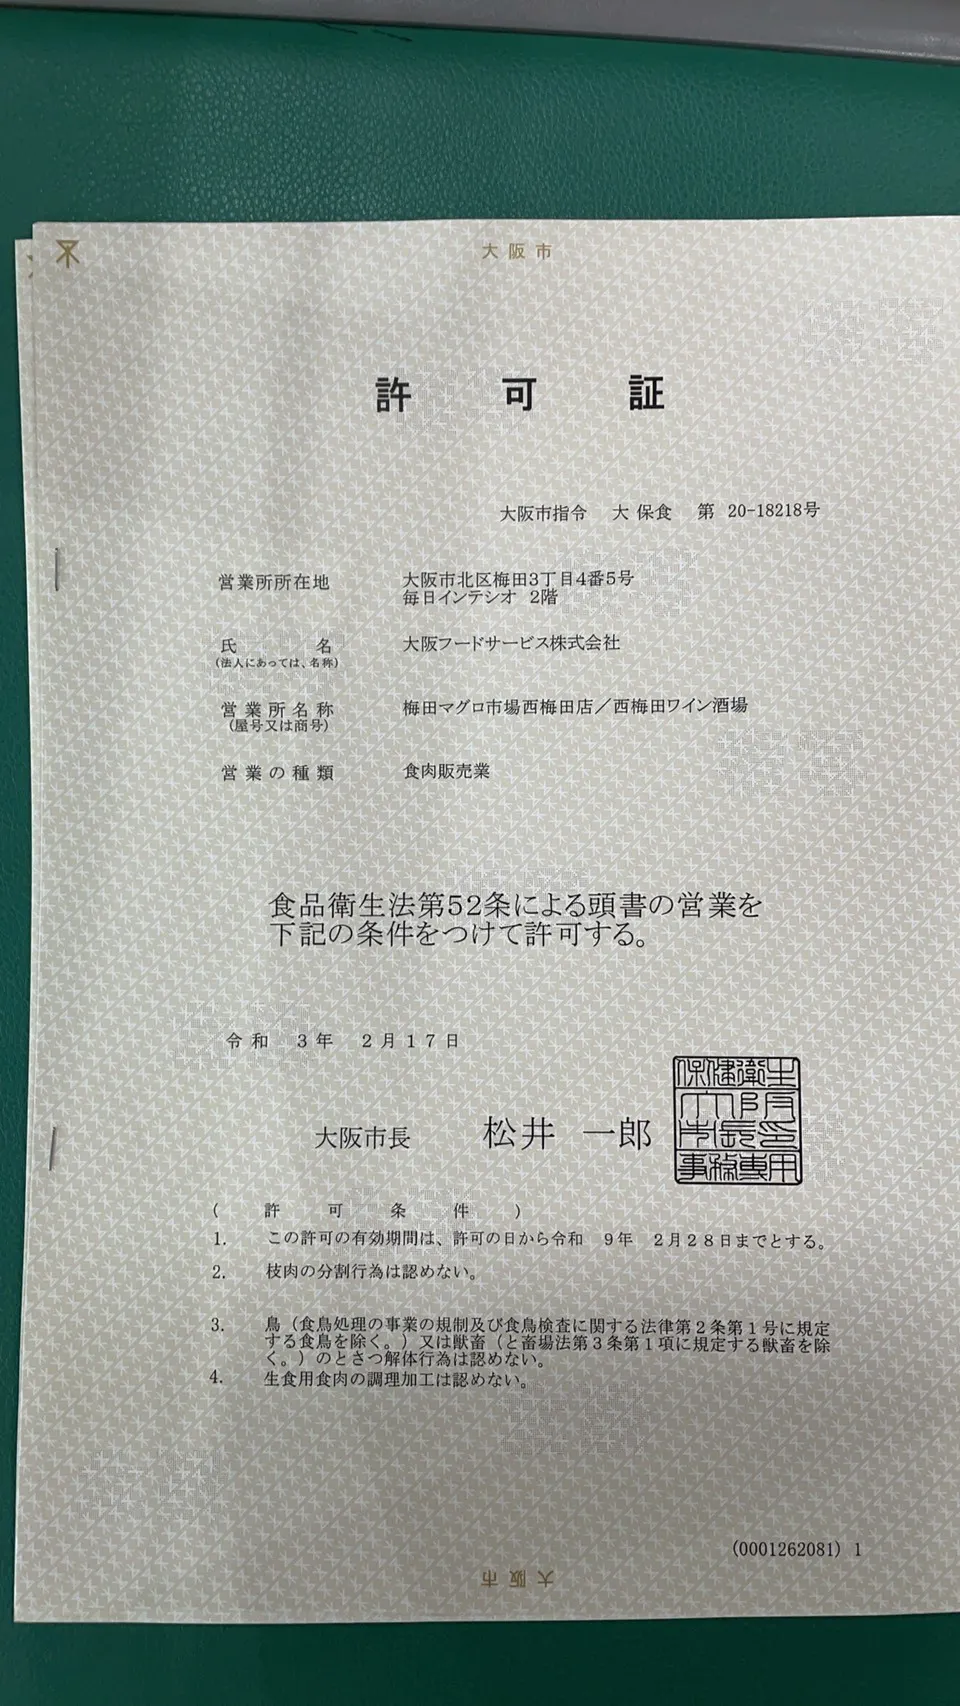 大阪市
許可証
大阪市指令 大保食 第 20-18218号
営業所所在地 大阪市北区梅田3丁目4番5号
毎日インテシオ 2階
氏名 大阪フードサービス株式会社
(法人にあっては、名称)
営業所名称 梅田マグロ市場西梅田店/西梅田ワイン酒場
(屋号又は商号)
営業の種類 食肉販売業
食品衛生法第52条による頭書の営業を
下記の条件をつけて許可する。
令和 3年 2月17日
大阪市長 松井 一郎
保健衛生
大阪
市長印
事務専用
(許可条件)
1. この許可の有効期間は、許可の日から令和 9年 2月28日までとする。
2. 枝肉の分割行為は認めない。
3. 鳥(食鳥処理の事業の規制及び食鳥検査に関する法律第2条第1号に規定
する食鳥を除く。)又は獣畜(と畜場法第3条第1項に規定する獣畜を除
く。)のとさつ解体行為は認めない。
4. 生食用食肉の調理加工は認めない。
(0001262081) 1
大阪市